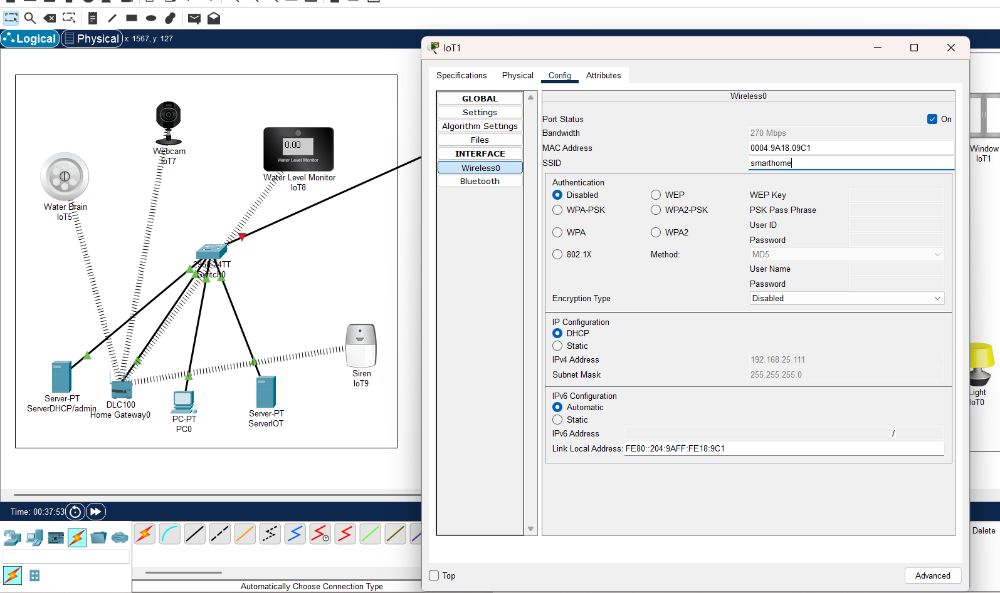 Logical
Physical
x: 1567, y: 127
Webcam
IoT7
0.00
Water Level Monitor
Water Level Monitor
IoT8
Water Drain
IoT5
2960-24TT
Switch0
Siren
IoT9
Server-PT
ServerDHCP/admin
DLC100
Home Gateway0
PC-PT
PC0
Server-PT
ServerIOT
Time: 00:37:53
Automatically Choose Connection Type
IoT1
Specifications
Physical
Config
Attributes
GLOBAL
Settings
Algorithm Settings
Files
INTERFACE
Wireless0
Bluetooth
Wireless0
Port Status
On
Bandwidth
270 Mbps
MAC Address
0004.9A18.09C1
SSID
smarthome
Authentication
Disabled
WEP
WEP Key
WPA-PSK
WPA2-PSK
PSK Pass Phrase
User ID
WPA
WPA2
Password
802.1X
Method:
MD5
User Name
Password
Encryption Type
Disabled
IP Configuration
DHCP
Static
IPv4 Address
192.168.25.111
Subnet Mask
255.255.255.0
IPv6 Configuration
Automatic
Static
IPv6 Address
/
Link Local Address:
FE80::204:9AFF:FE18:9C1
Top
Advanced
Window
IoT1
Light
IoT0
Delete